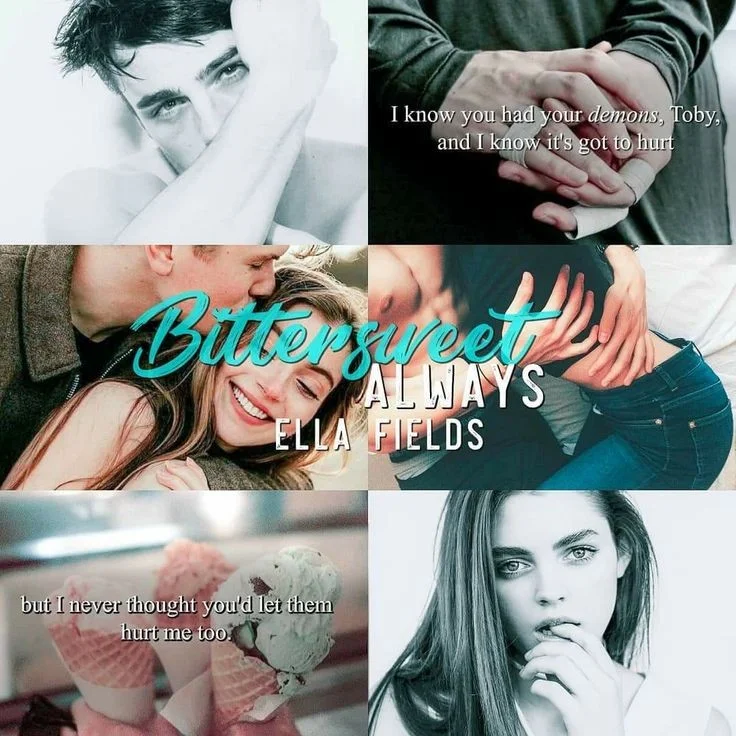 I know you had your demons, Toby,
and I know it's got to hurt
Bittersweet
ALWAYS
ELLA FIELDS
but I never thought you'd let them
hurt me too.